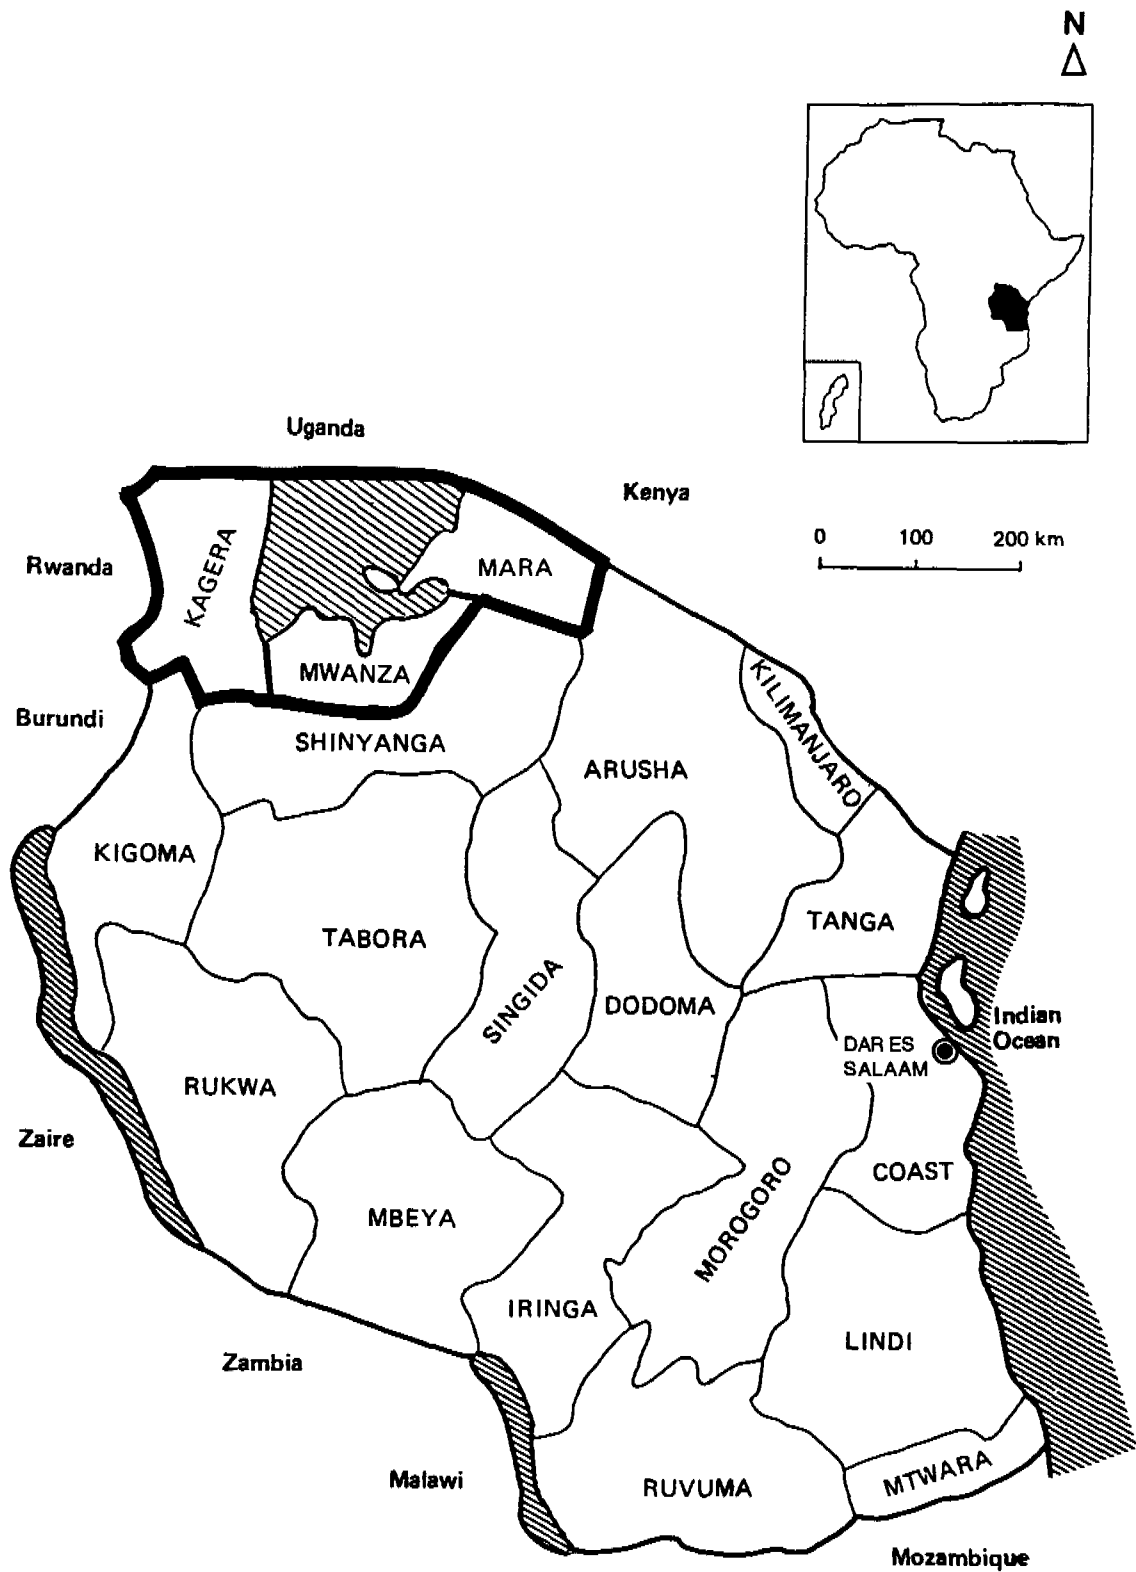 N
Uganda
Kenya
0 100 200 km
Rwanda
KAGERA
MARA
MWANZA
KILIMANJARO
Burundi
SHINYANGA
ARUSHA
KIGOMA
TANGA
TABORA
SINGIDA
DODOMA
Indian
Ocean
DAR ES
SALAAM
RUKWA
Zaire
COAST
MBEYA
MOROGORO
IRINGA
LINDI
Zambia
Malawi
RUVUMA
MTWARA
Mozambique